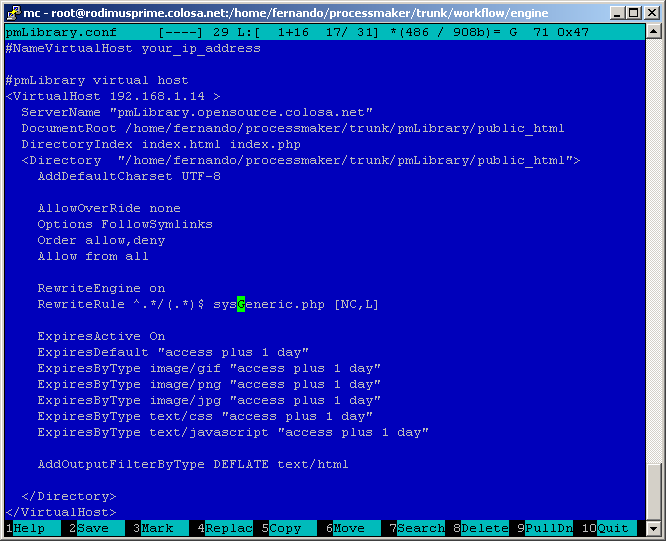 mc - root@rodimusprime.colosa.net:/home/fernando/processmaker/trunk/workflow/engine
pmLibrary.conf     [----] 29 L:[  1+16  17/ 31] *(486 / 908b)= G  71 0x47
#NameVirtualHost your_ip_address

#pmLibrary virtual host
<VirtualHost 192.168.1.14 >
  ServerName "pmLibrary.opensource.colosa.net"
  DocumentRoot /home/fernando/processmaker/trunk/pmLibrary/public_html
  DirectoryIndex index.html index.php
  <Directory  "/home/fernando/processmaker/trunk/pmLibrary/public_html">
    AddDefaultCharset UTF-8

    AllowOverRide none
    Options FollowSymlinks
    Order allow,deny
    Allow from all

    RewriteEngine on
    RewriteRule ^.*/(.*)$ sysGeneric.php [NC,L]

    ExpiresActive On
    ExpiresDefault "access plus 1 day"
    ExpiresByType image/gif "access plus 1 day"
    ExpiresByType image/png "access plus 1 day"
    ExpiresByType image/jpg "access plus 1 day"
    ExpiresByType text/css "access plus 1 day"
    ExpiresByType text/javascript "access plus 1 day"

    AddOutputFilterByType DEFLATE text/html

  </Directory>
</VirtualHost>
1Help  2Save  3Mark  4Replac 5Copy  6Move  7Search 8Delete 9PullDn 10Quit